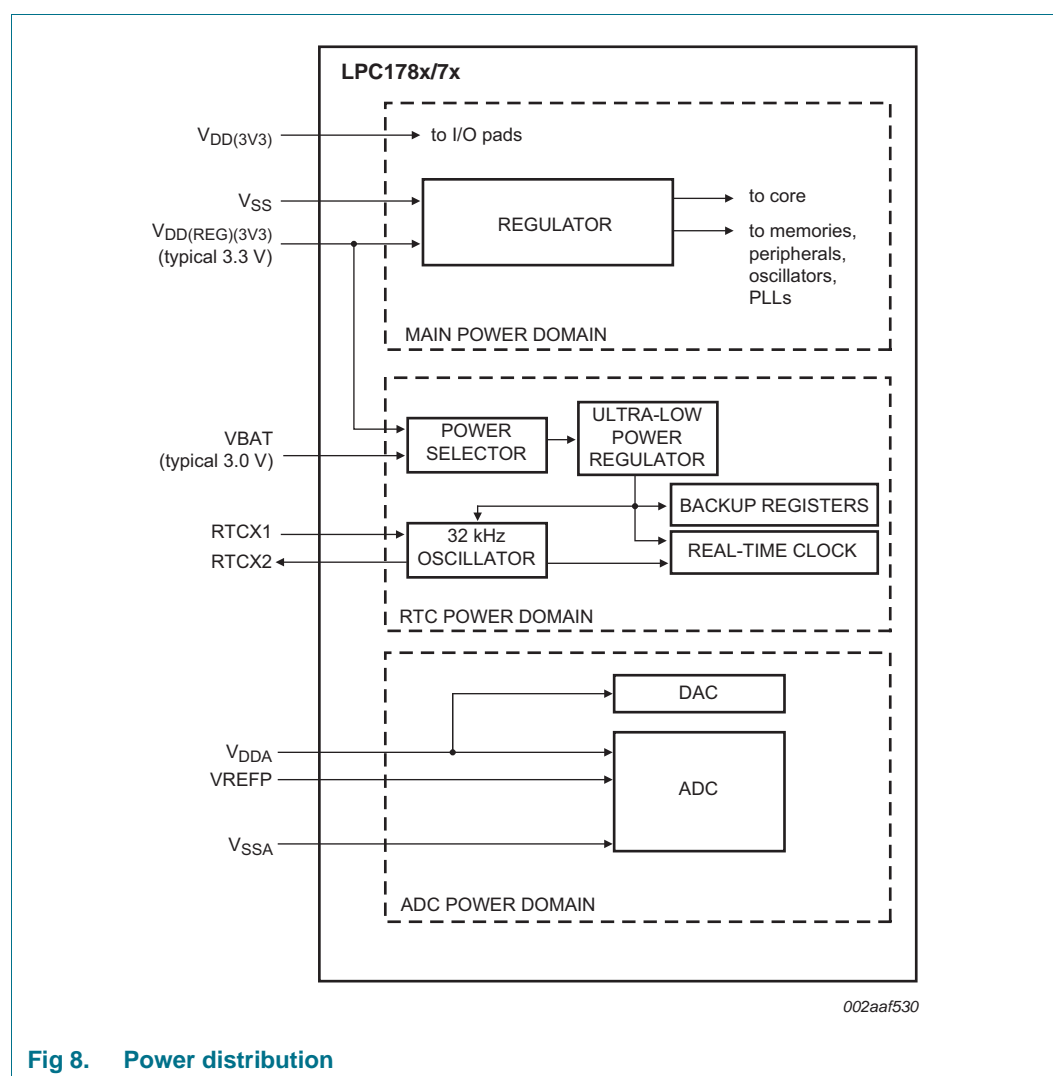 LPC178x/7x
VDD(3V3)
to I/O pads
VSS
VDD(REG)(3V3)
(typical 3.3 V)
REGULATOR
to core
to memories,
peripherals,
oscillators,
PLLs
MAIN POWER DOMAIN
VBAT
(typical 3.0 V)
POWER
SELECTOR
ULTRA-LOW
POWER
REGULATOR
BACKUP REGISTERS
RTCX1
RTCX2
32 kHz
OSCILLATOR
REAL-TIME CLOCK
RTC POWER DOMAIN
DAC
VDDA
VREFP
ADC
VSSA
ADC POWER DOMAIN
002aaf530
Fig 8. Power distribution